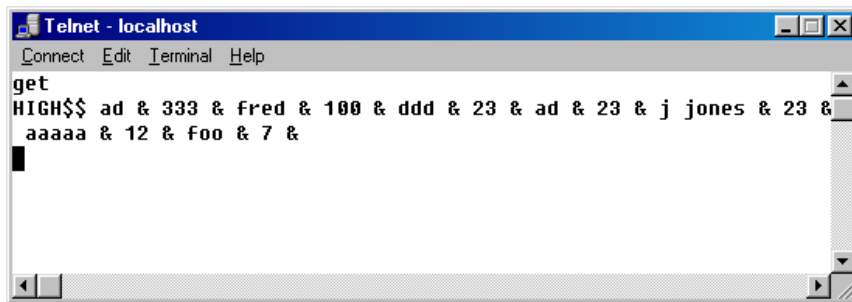 Telnet - localhost
Connect Edit Terminal Help
get
HIGH$$ ad & 333 & fred & 100 & ddd & 23 & ad & 23 & j jones & 23 &
aaaaa & 12 & foo & 7 &